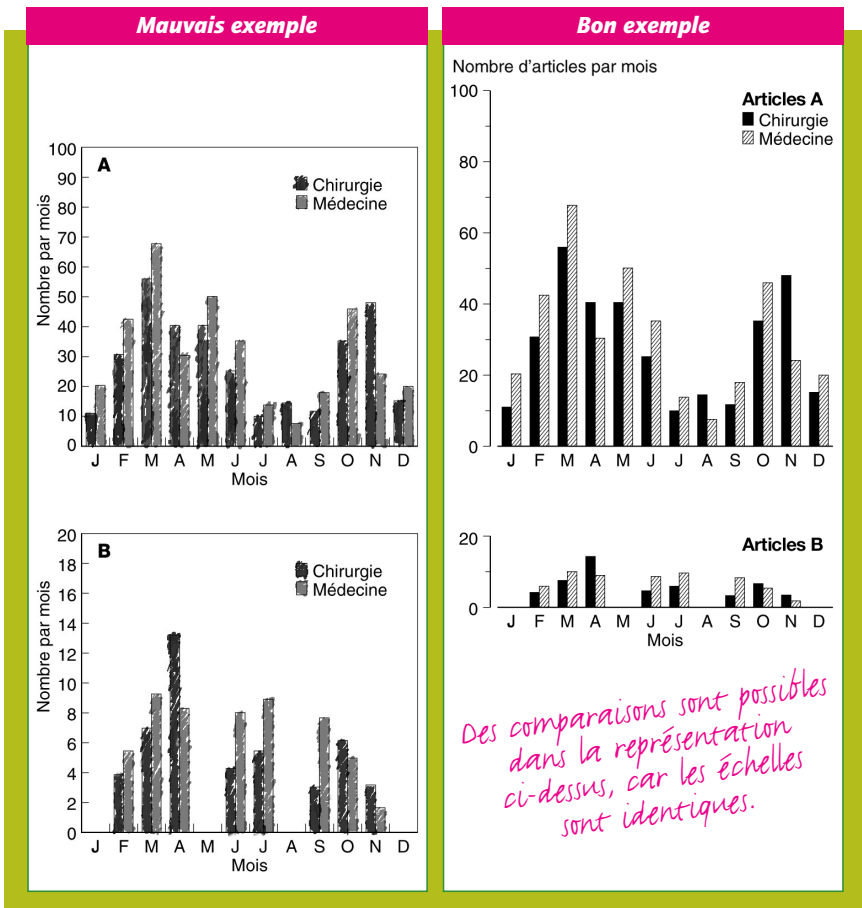 Mauvais exemple
100
90
80
70
60
50
40
30
20
10
0
Nombre par mois
A
Chirurgie
Médecine
J F M A M J J A S O N D
Mois
20
18
16
14
12
10
8
6
4
2
0
Nombre par mois
B
Chirurgie
Médecine
J F M A M J J A S O N D
Mois
Bon exemple
Nombre d'articles par mois
100
80
60
40
20
0
Articles A
Chirurgie
Médecine
J F M A M J J A S O N D
20
0
Articles B
J F M A M J J A S O N D
Mois
Des comparaisons sont possibles
dans la représentation
ci-dessus, car les échelles
sont identiques.